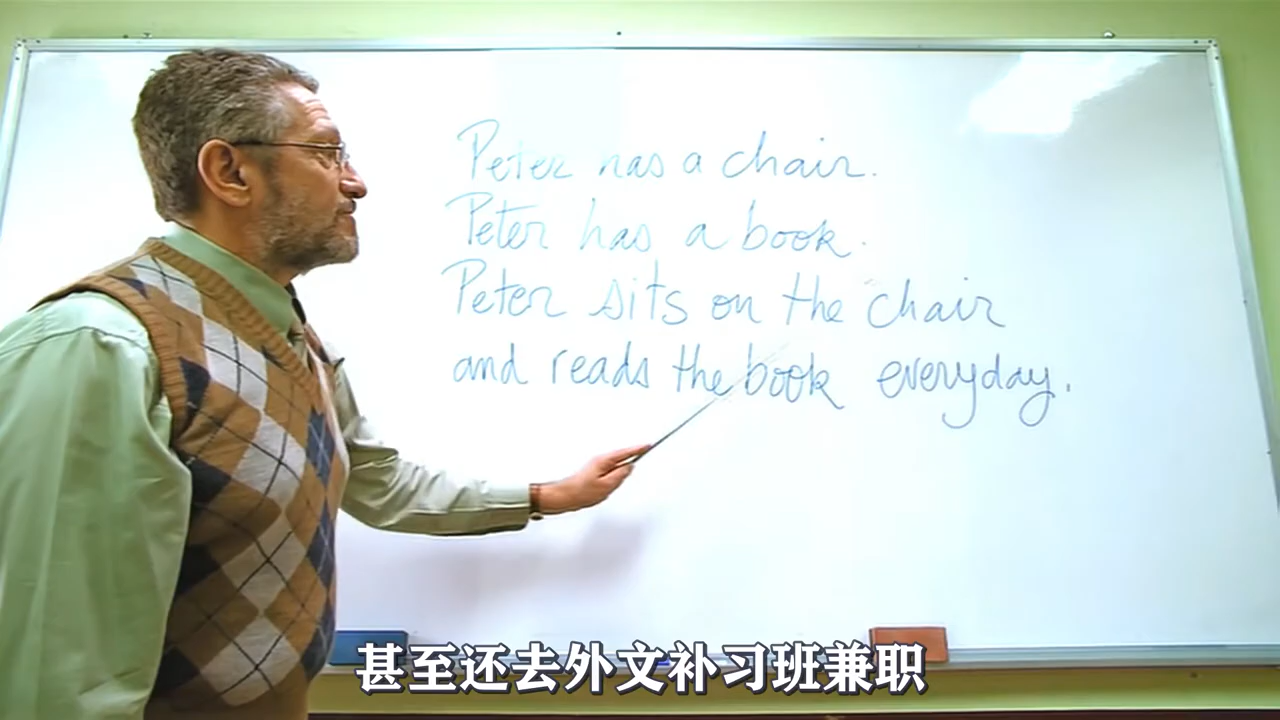 Peter has a chair.
Peter has a book.
Peter sits on the chair
and reads the book everyday.
甚至还去外文补习班兼职